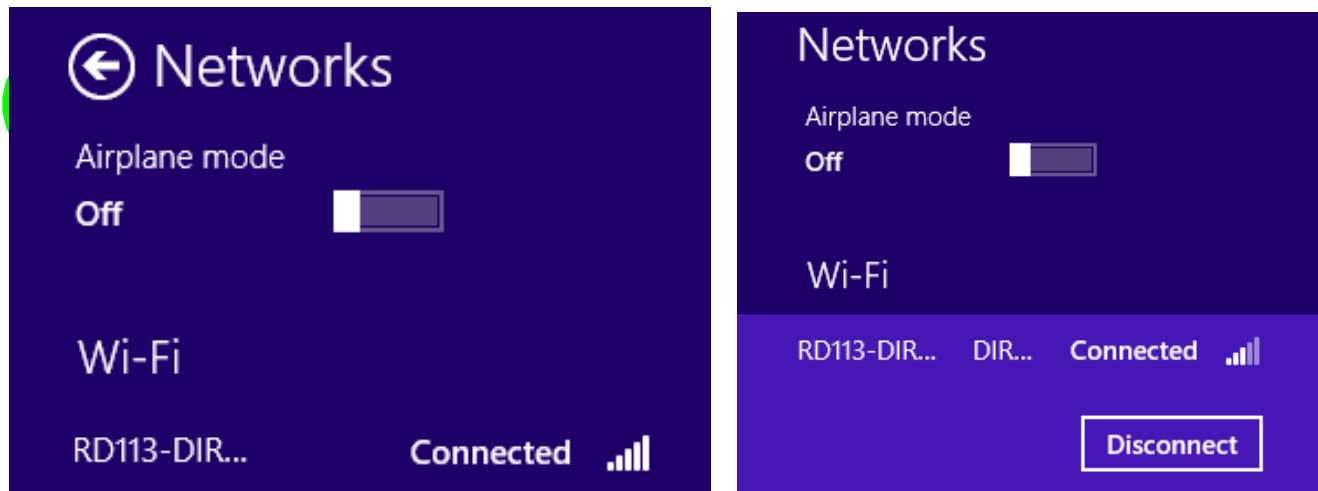 Networks
Airplane mode
Off
Wi-Fi
RD113-DIR... Connected
Networks
Airplane mode
Off
Wi-Fi
RD113-DIR... DIR... Connected
Disconnect